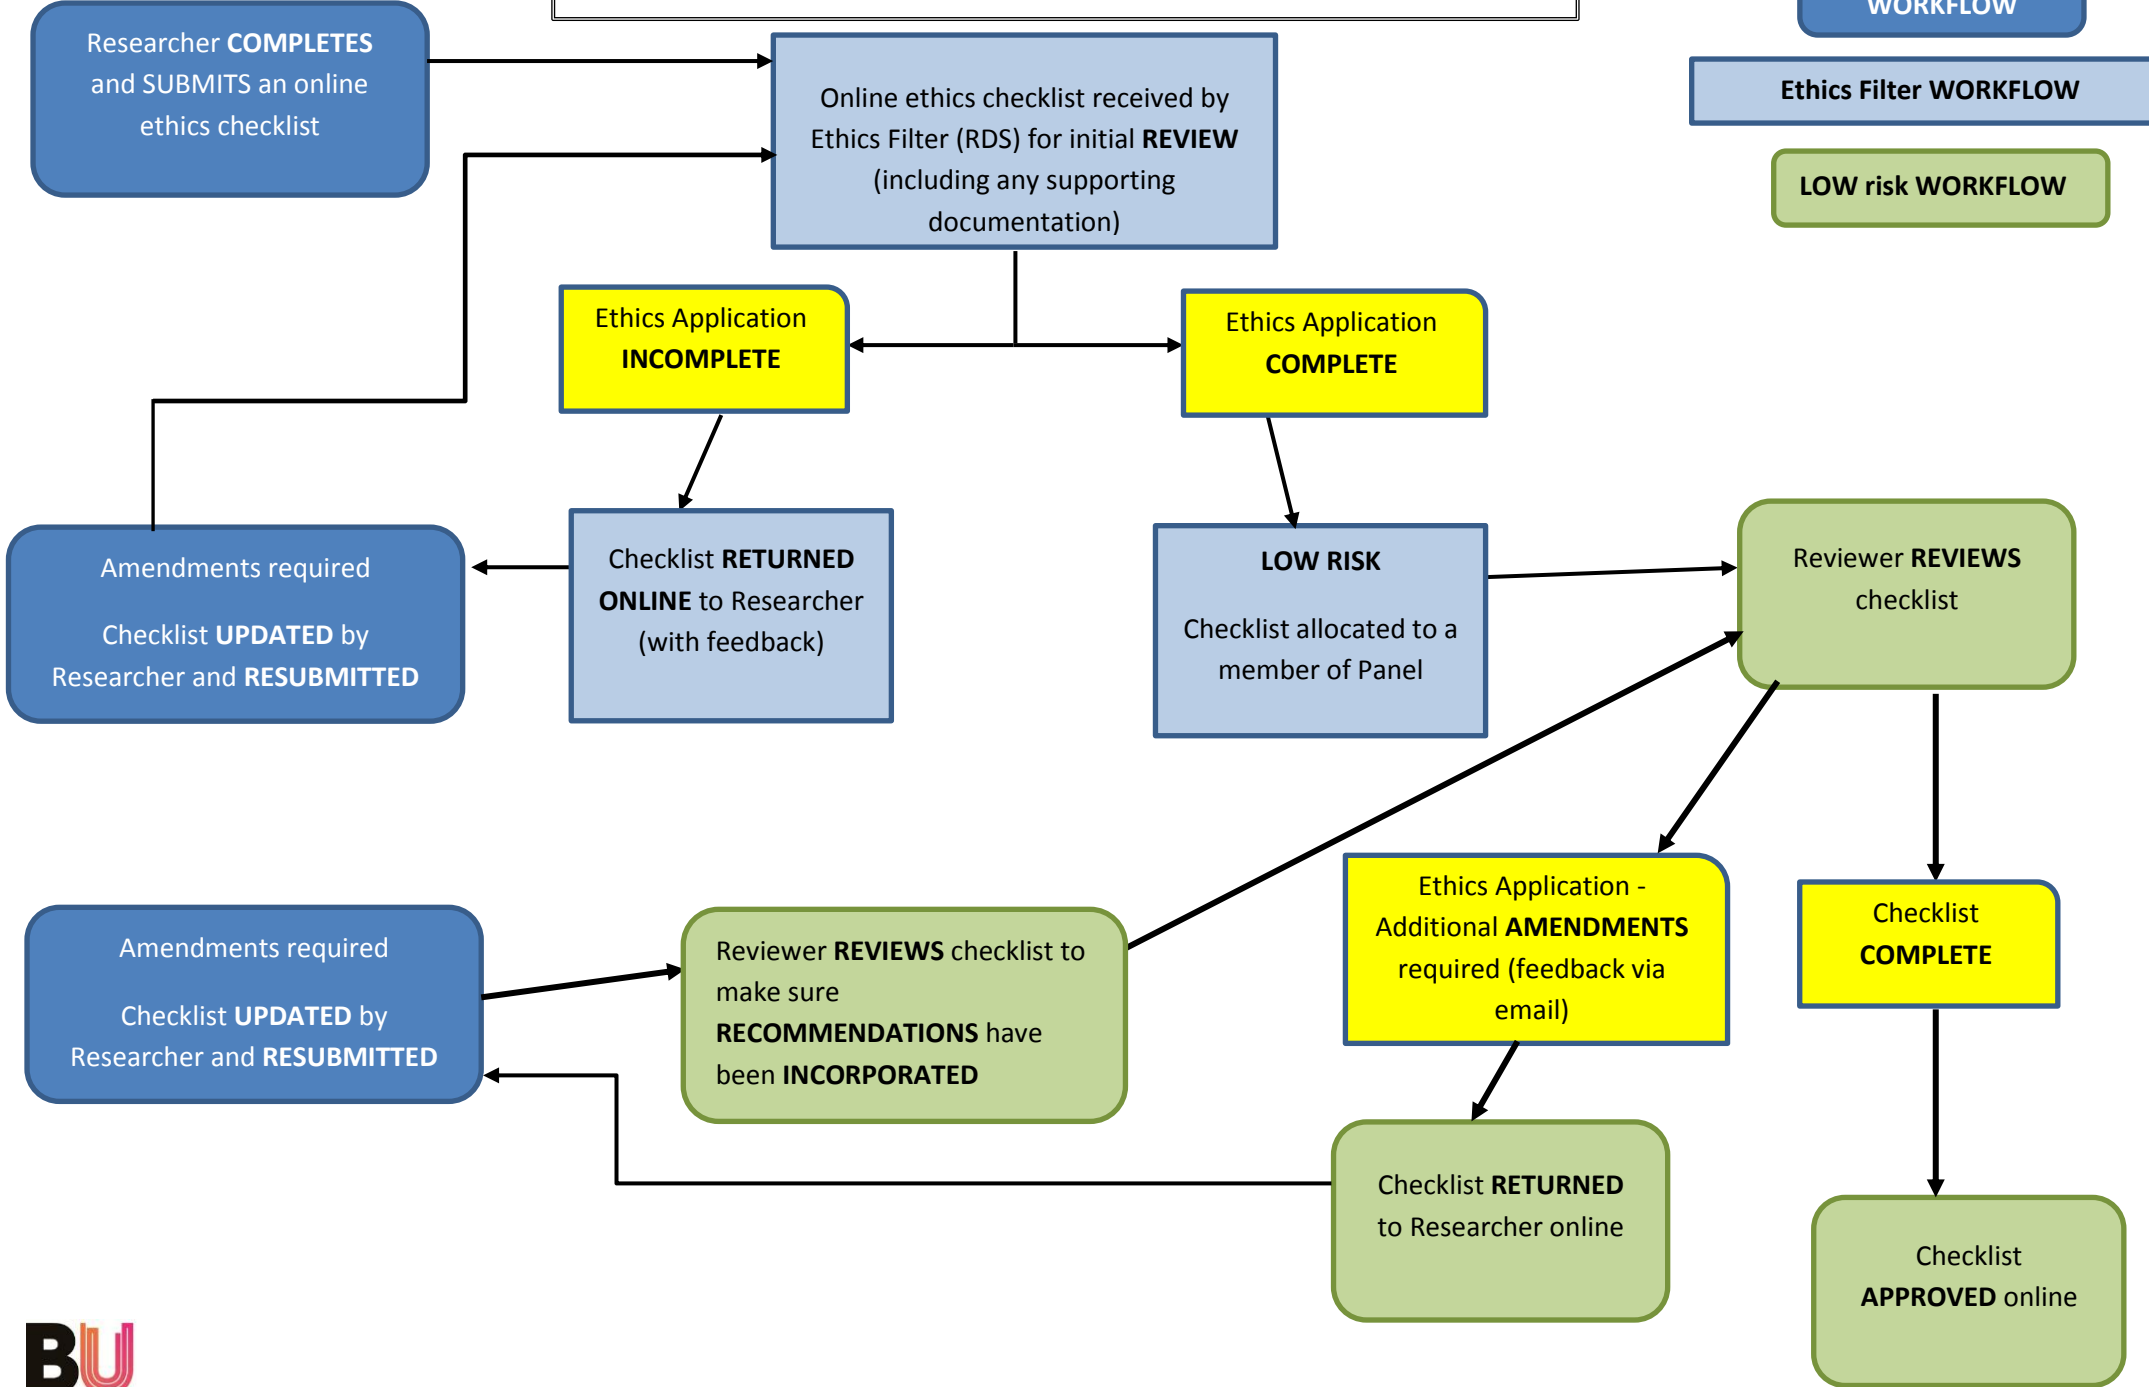 WORKFLOW
Researcher COMPLETES
and SUBMITS an online
ethics checklist
Online ethics checklist received by
Ethics Filter (RDS) for initial REVIEW
(including any supporting
documentation)
Ethics Filter WORKFLOW
LOW risk WORKFLOW
Ethics Application
INCOMPLETE
Ethics Application
COMPLETE
Amendments required
Checklist UPDATED by
Researcher and RESUBMITTED
Checklist RETURNED
ONLINE to Researcher
(with feedback)
LOW RISK
Checklist allocated to a
member of Panel
Reviewer REVIEWS
checklist
Amendments required
Checklist UPDATED by
Researcher and RESUBMITTED
Reviewer REVIEWS checklist to
make sure
RECOMMENDATIONS have
been INCORPORATED
Ethics Application -
Additional AMENDMENTS
required (feedback via
email)
Checklist
COMPLETE
Checklist RETURNED
to Researcher online
Checklist
APPROVED online
BU